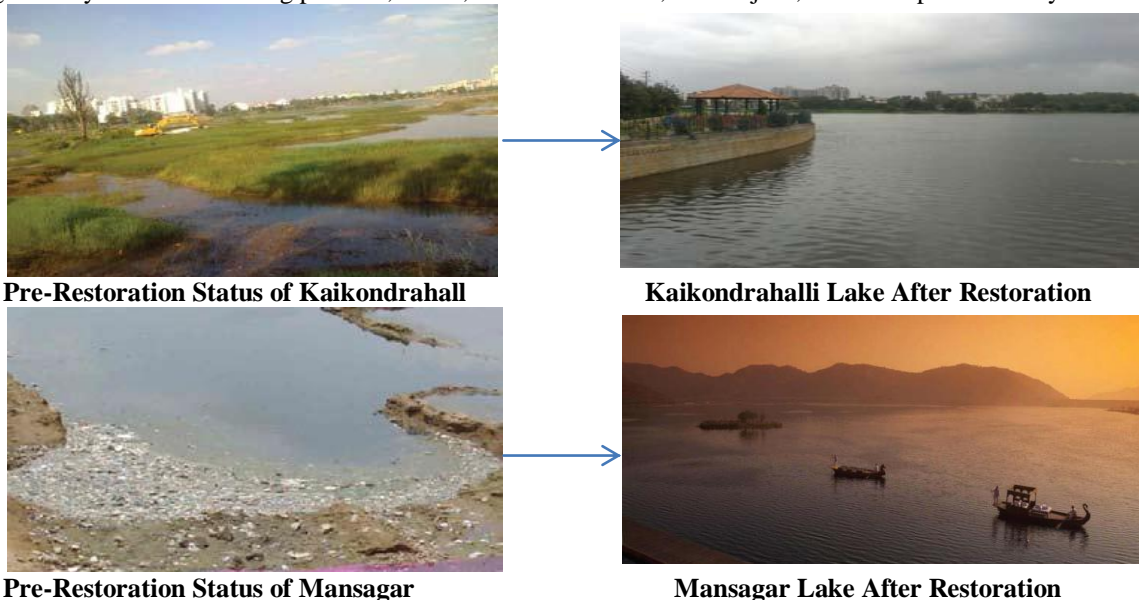 Pre-Restoration Status of Kaikondrahall
Kaikondrahalli Lake After Restoration
Pre-Restoration Status of Mansagar
Mansagar Lake After Restoration